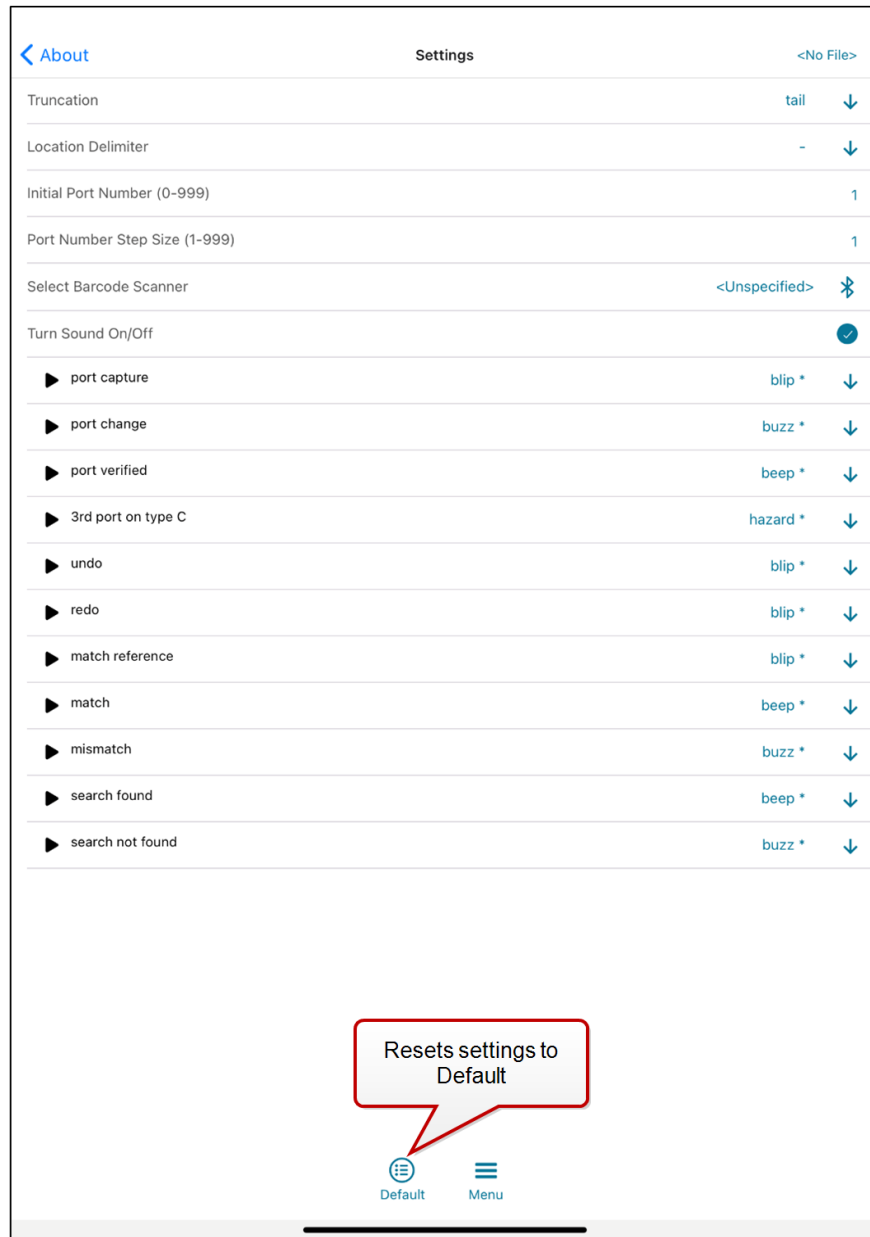 About Settings <No File>
Truncation tail
Location Delimiter -
Initial Port Number (0-999) 1
Port Number Step Size (1-999) 1
Select Barcode Scanner <Unspecified>
Turn Sound On/Off
port capture blip *
port change buzz *
port verified beep *
3rd port on type C hazard *
undo blip *
redo blip *
match reference blip *
match beep *
mismatch buzz *
search found beep *
search not found buzz *
Resets settings to
Default
Default Menu